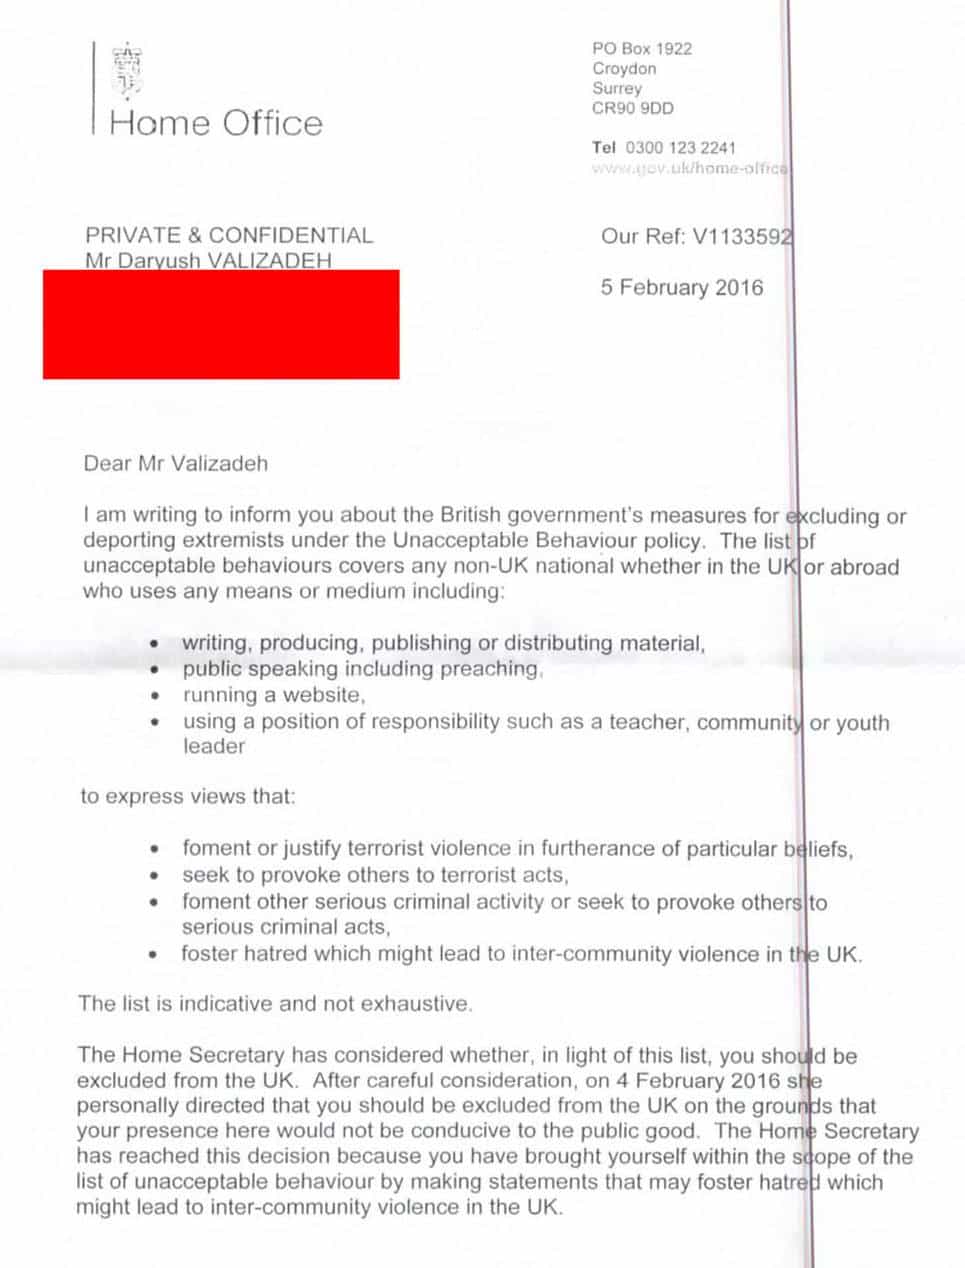 Home Office
PO Box 1922
Croydon
Surrey
CR90 9DD
Tel 0300 123 2241
www.gov.uk/home-office
PRIVATE & CONFIDENTIAL
Mr Daryush VALIZADEH
Our Ref: V1133592
5 February 2016
Dear Mr Valizadeh
I am writing to inform you about the British government's measures for excluding or
deporting extremists under the Unacceptable Behaviour policy. The list of
unacceptable behaviours covers any non-UK national whether in the UK or abroad
who uses any means or medium including:
• writing, producing, publishing or distributing material,
• public speaking including preaching,
• running a website,
• using a position of responsibility such as a teacher, community or youth
leader
to express views that:
• foment or justify terrorist violence in furtherance of particular beliefs,
• seek to provoke others to terrorist acts,
• foment other serious criminal activity or seek to provoke others to
serious criminal acts,
• foster hatred which might lead to inter-community violence in the UK.
The list is indicative and not exhaustive.
The Home Secretary has considered whether, in light of this list, you should be
excluded from the UK. After careful consideration, on 4 February 2016 she
personally directed that you should be excluded from the UK on the grounds that
your presence here would not be conducive to the public good. The Home Secretary
has reached this decision because you have brought yourself within the scope of the
list of unacceptable behaviour by making statements that may foster hatred which
might lead to inter-community violence in the UK.